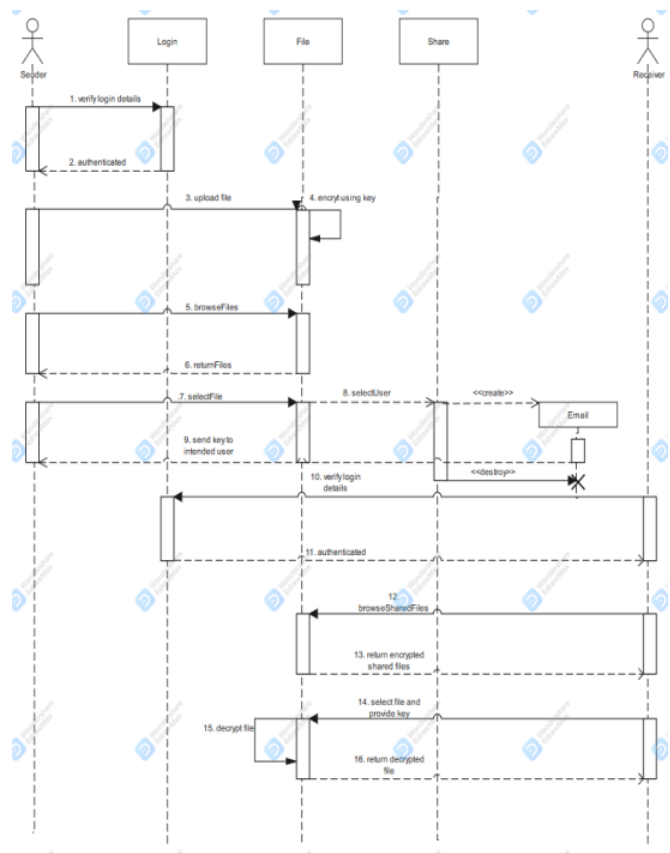 Login
File
Share
Sender
Receiver
1. verify login details
2. authenticated
3. upload file
4. encryt using key
5. browseFiles
6. returnFiles
.7. selectFile
8. selectUser
<<create>>
Email
9. send key to
intended user
<<destroy>>
10. verify login
details
11. authenticated
12.
browseSharedFiles
13. return encrypted
shared files
14. select file and
provide key
15. decrypt file
16. return decrypted
file
Wondershare
EdrawMax